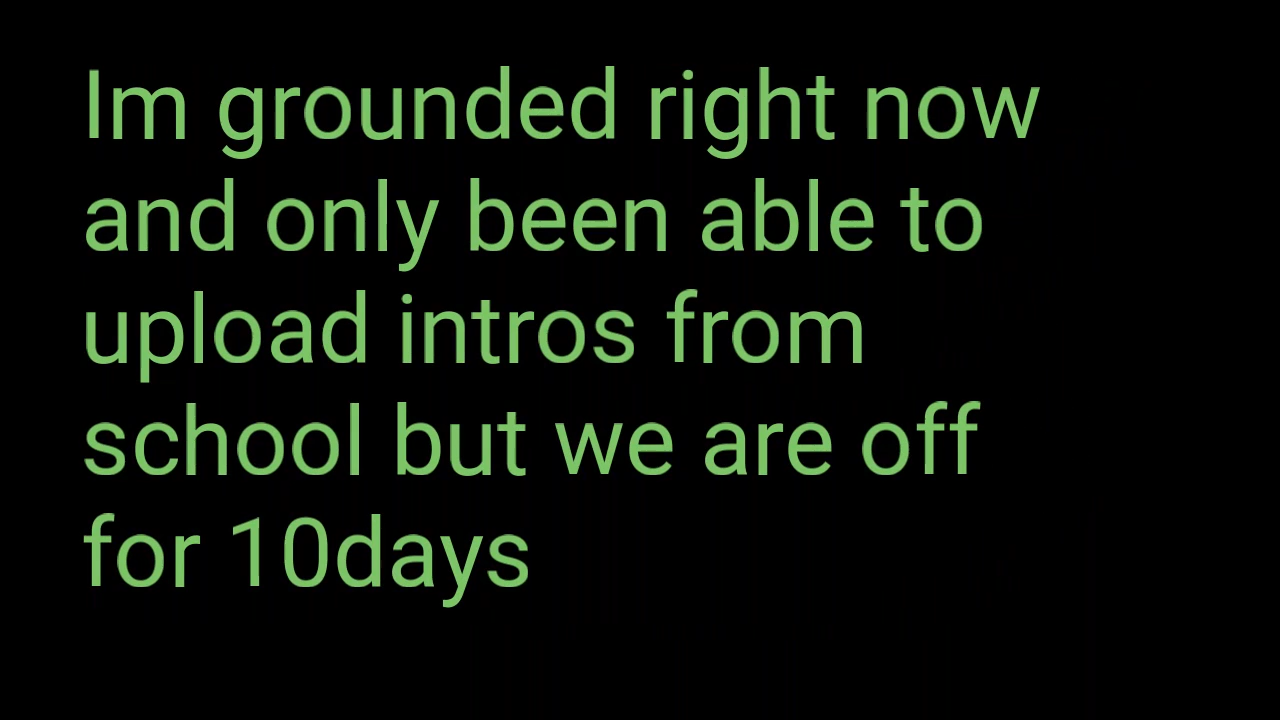 Im grounded right now
and only been able to
upload intros from
school but we are off
for 10days